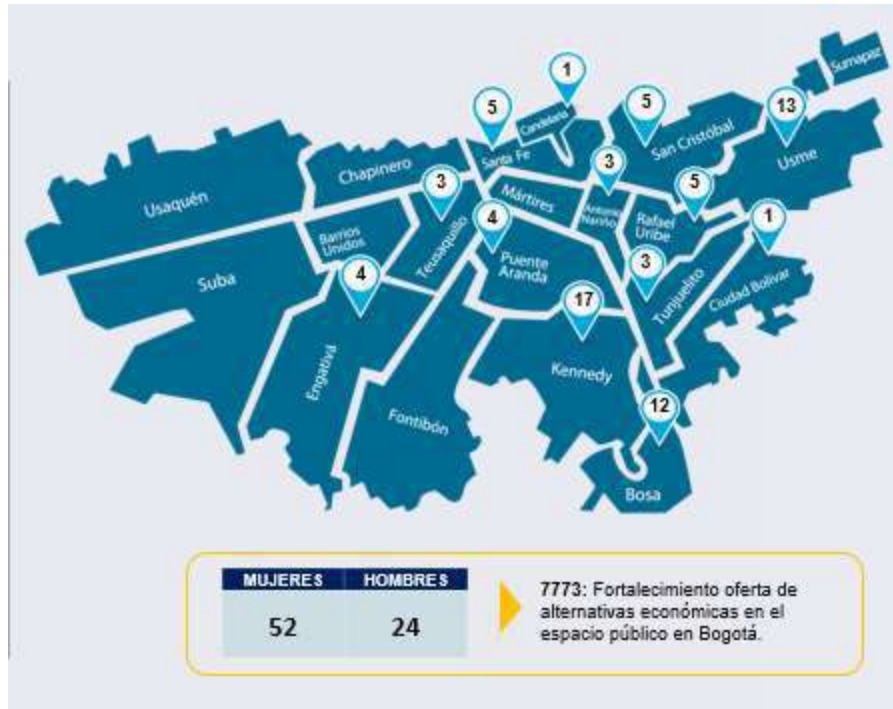 Sumapaz
1
5
Candelaria
5
13
Santa Fe
San Cristóbal
Usme
Chapinero
3
3
5
Usaquén
Mártires
Antonio
Nariño
Rafael
Uribe
1
Barrios
Unidos
Teusaquillo
4
Puente
Aranda
Suba
4
3
Tunjuelito
Ciudad Bolívar
17
Engativá
Kennedy
Fontibón
12
Bosa
MUJERES HOMBRES
52 24
7773: Fortalecimiento oferta de
alternativas económicas en el
espacio público en Bogotá.